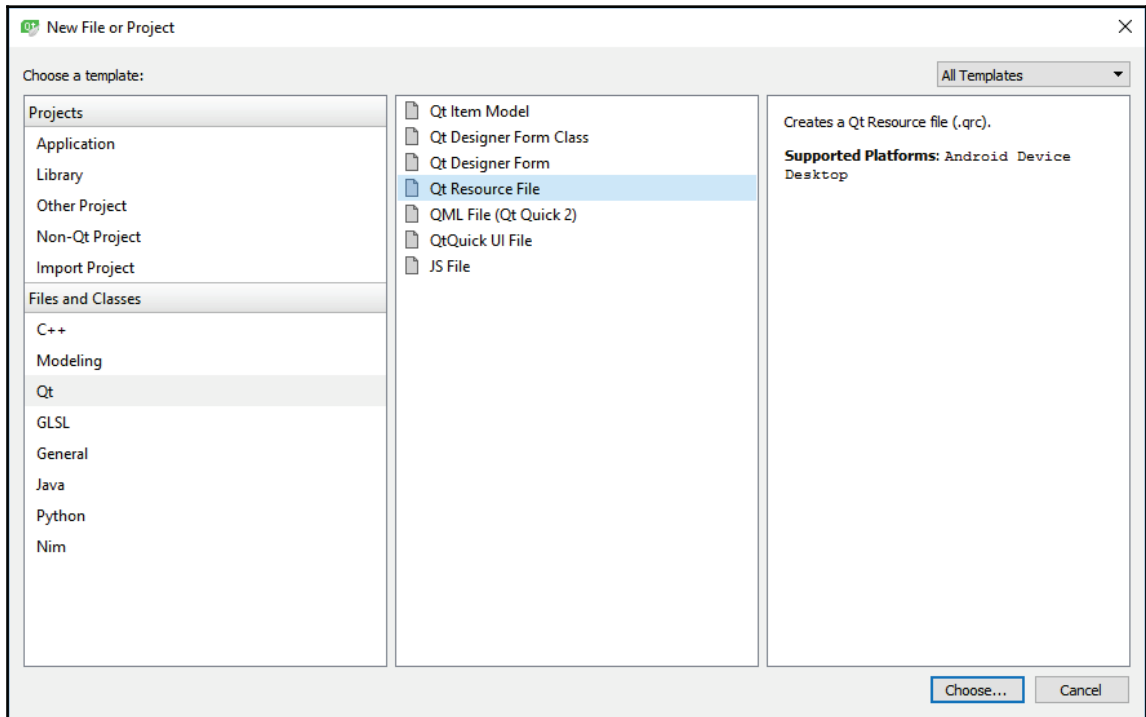 New File or Project
Choose a template:
All Templates
Projects
Application
Library
Other Project
Non-Qt Project
Import Project
Files and Classes
C++
Modeling
Qt
GLSL
General
Java
Python
Nim
Qt Item Model
Qt Designer Form Class
Qt Designer Form
Qt Resource File
QML File (Qt Quick 2)
QtQuick UI File
JS File
Creates a Qt Resource file (.qrc).
Supported Platforms: Android Device
Desktop
Choose...
Cancel